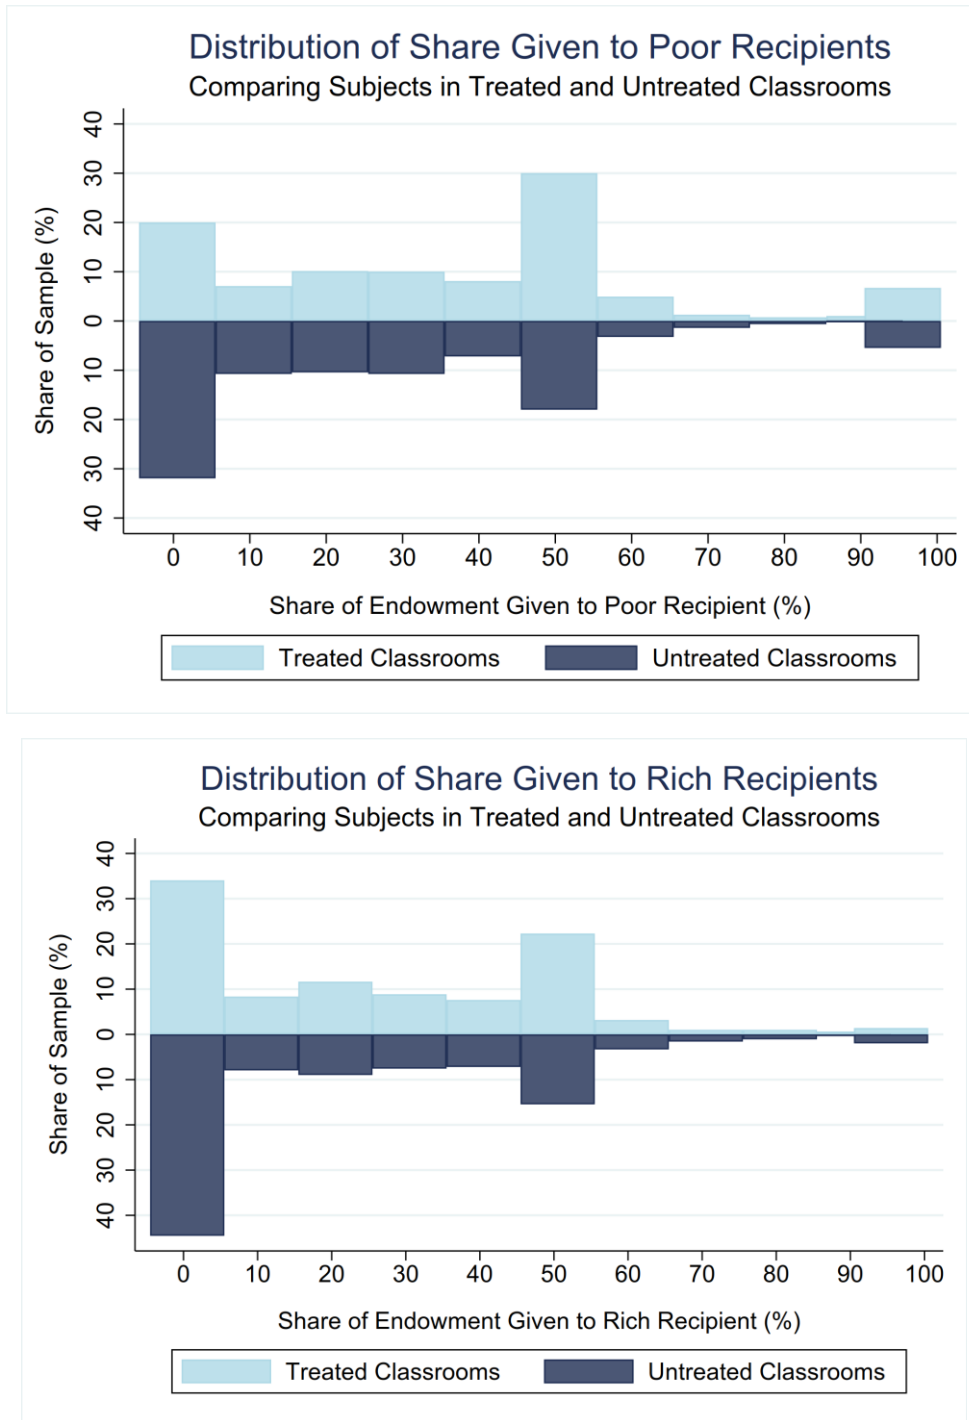 Distribution of Share Given to Poor Recipients
Comparing Subjects in Treated and Untreated Classrooms
Share of Sample (%)
40
30
20
10
0
10
20
30
40
0 10 20 30 40 50 60 70 80 90 100
Share of Endowment Given to Poor Recipient (%)
Treated Classrooms Untreated Classrooms
Distribution of Share Given to Rich Recipients
Comparing Subjects in Treated and Untreated Classrooms
Share of Sample (%)
40
30
20
10
0
10
20
30
40
0 10 20 30 40 50 60 70 80 90 100
Share of Endowment Given to Rich Recipient (%)
Treated Classrooms Untreated Classrooms